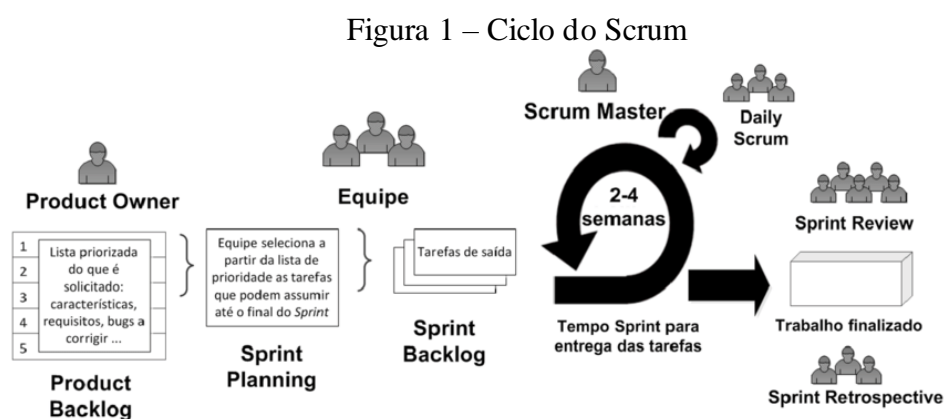 Figura 1 – Ciclo do Scrum
Scrum Master
Daily
Scrum
Product Owner
Equipe
2-4
semanas
Sprint Review
1
2
3
4
5
Lista priorizada
do que é
solicitado:
características,
requisitos, bugs a
corrigir ...
Equipe seleciona a
partir da lista de
prioridade as tarefas
que podem assumir
até o final do Sprint
Tarefas de saída
Product
Backlog
Sprint
Planning
Sprint
Backlog
Tempo Sprint para
entrega das tarefas
Trabalho finalizado
Sprint Retrospective